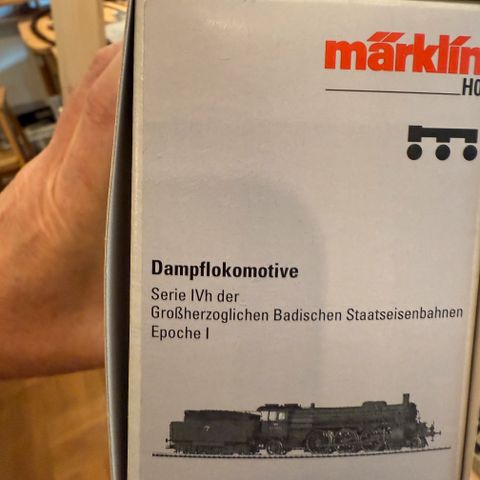 märklin
H0
Dampflokomotive
Serie IVh der
Großherzoglichen Badischen Staatseisenbahnen
Epoche I